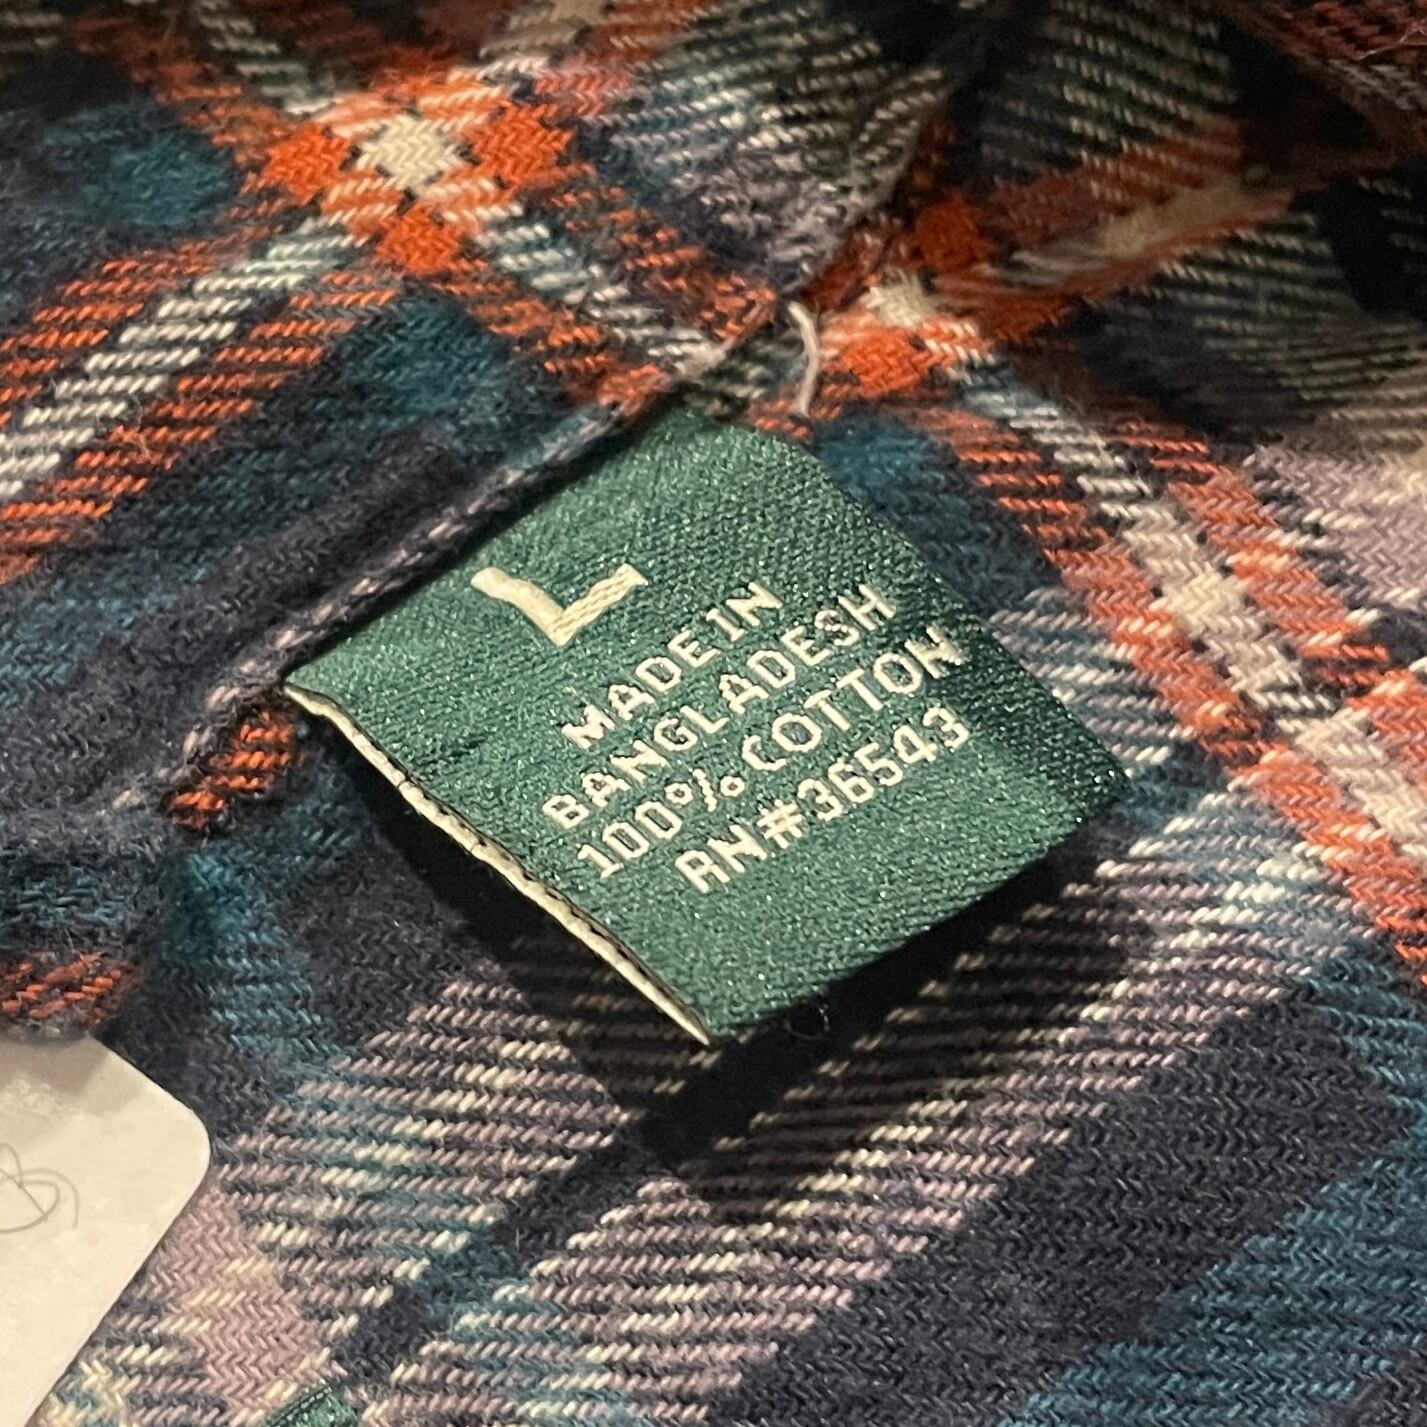 L
MADE IN
BANGLADESH
100% COTTON
RN#36543